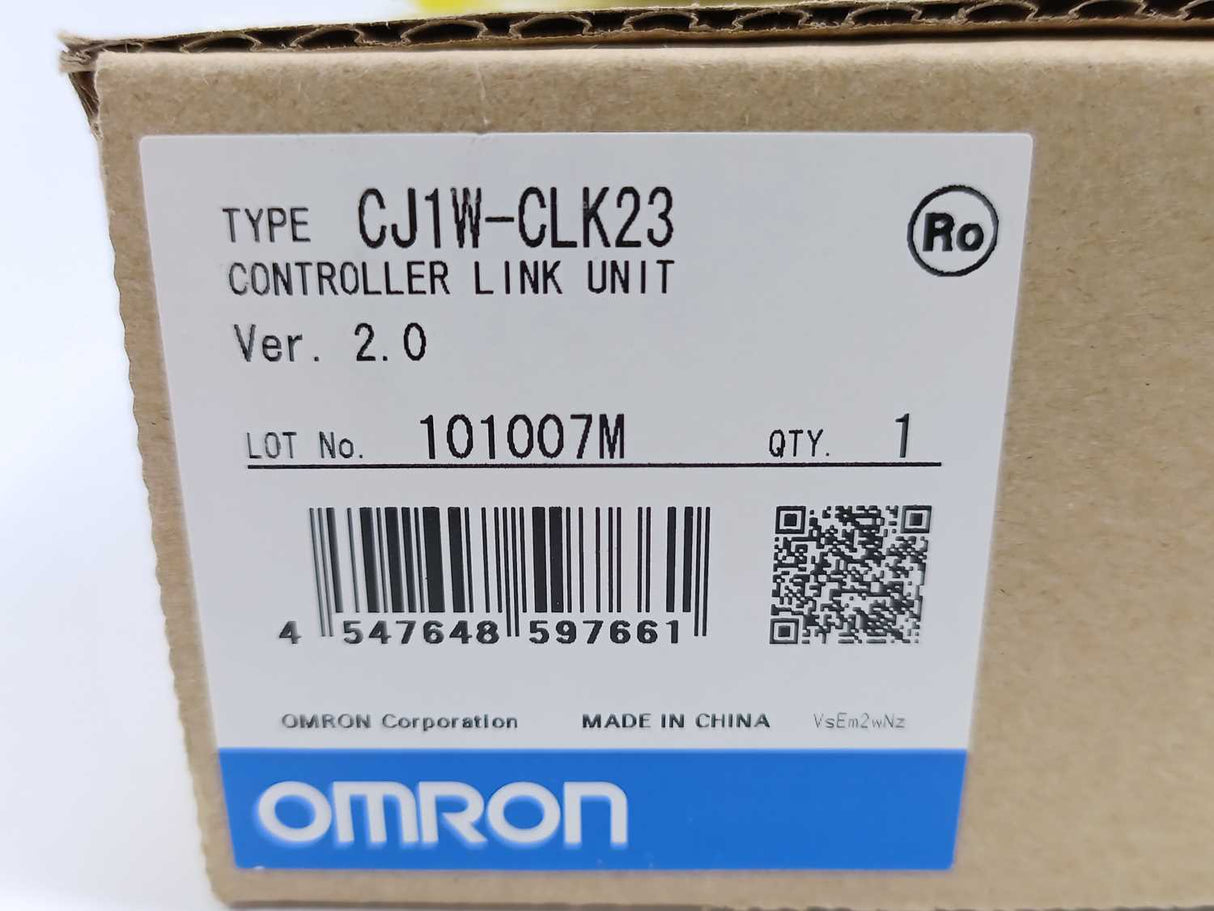 TYPE CJ1W-CLK23
Ro
CONTROLLER LINK UNIT
Ver. 2.0
LOT No. 101007M QTY. 1
4 547648 597661
OMRON Corporation MADE IN CHINA VsEm2wNz
OMRON